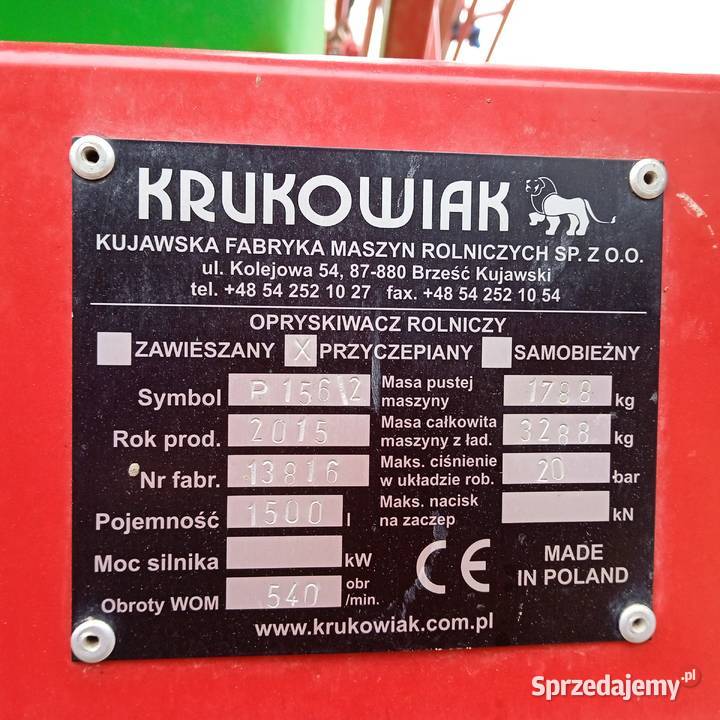 KRUKOWIAK
KUJAWSKA FABRYKA MASZYN ROLNICZYCH SP. Z O.O.
ul. Kolejowa 54, 87-880 Brześć Kujawski
tel. +48 54 252 10 27 fax. +48 54 252 10 54
OPRYSKIWACZ ROLNICZY
ZAWIESZANY X PRZYCZEPIANY SAMOBIEŻNY
Symbol P 156/2
Rok prod. 2015
Nr fabr. 13816
Pojemność 1500 l
Moc silnika kW
Obroty WOM 540 obr /min.
Masa pustej
maszyny 1788 kg
Masa całkowita
maszyny z ład. 3288 kg
Maks. ciśnienie
w układzie rob. 20 bar
Maks. nacisk
na zaczep kN
CE MADE
IN POLAND
www.krukowiak.com.pl
Sprzedajemy.pl